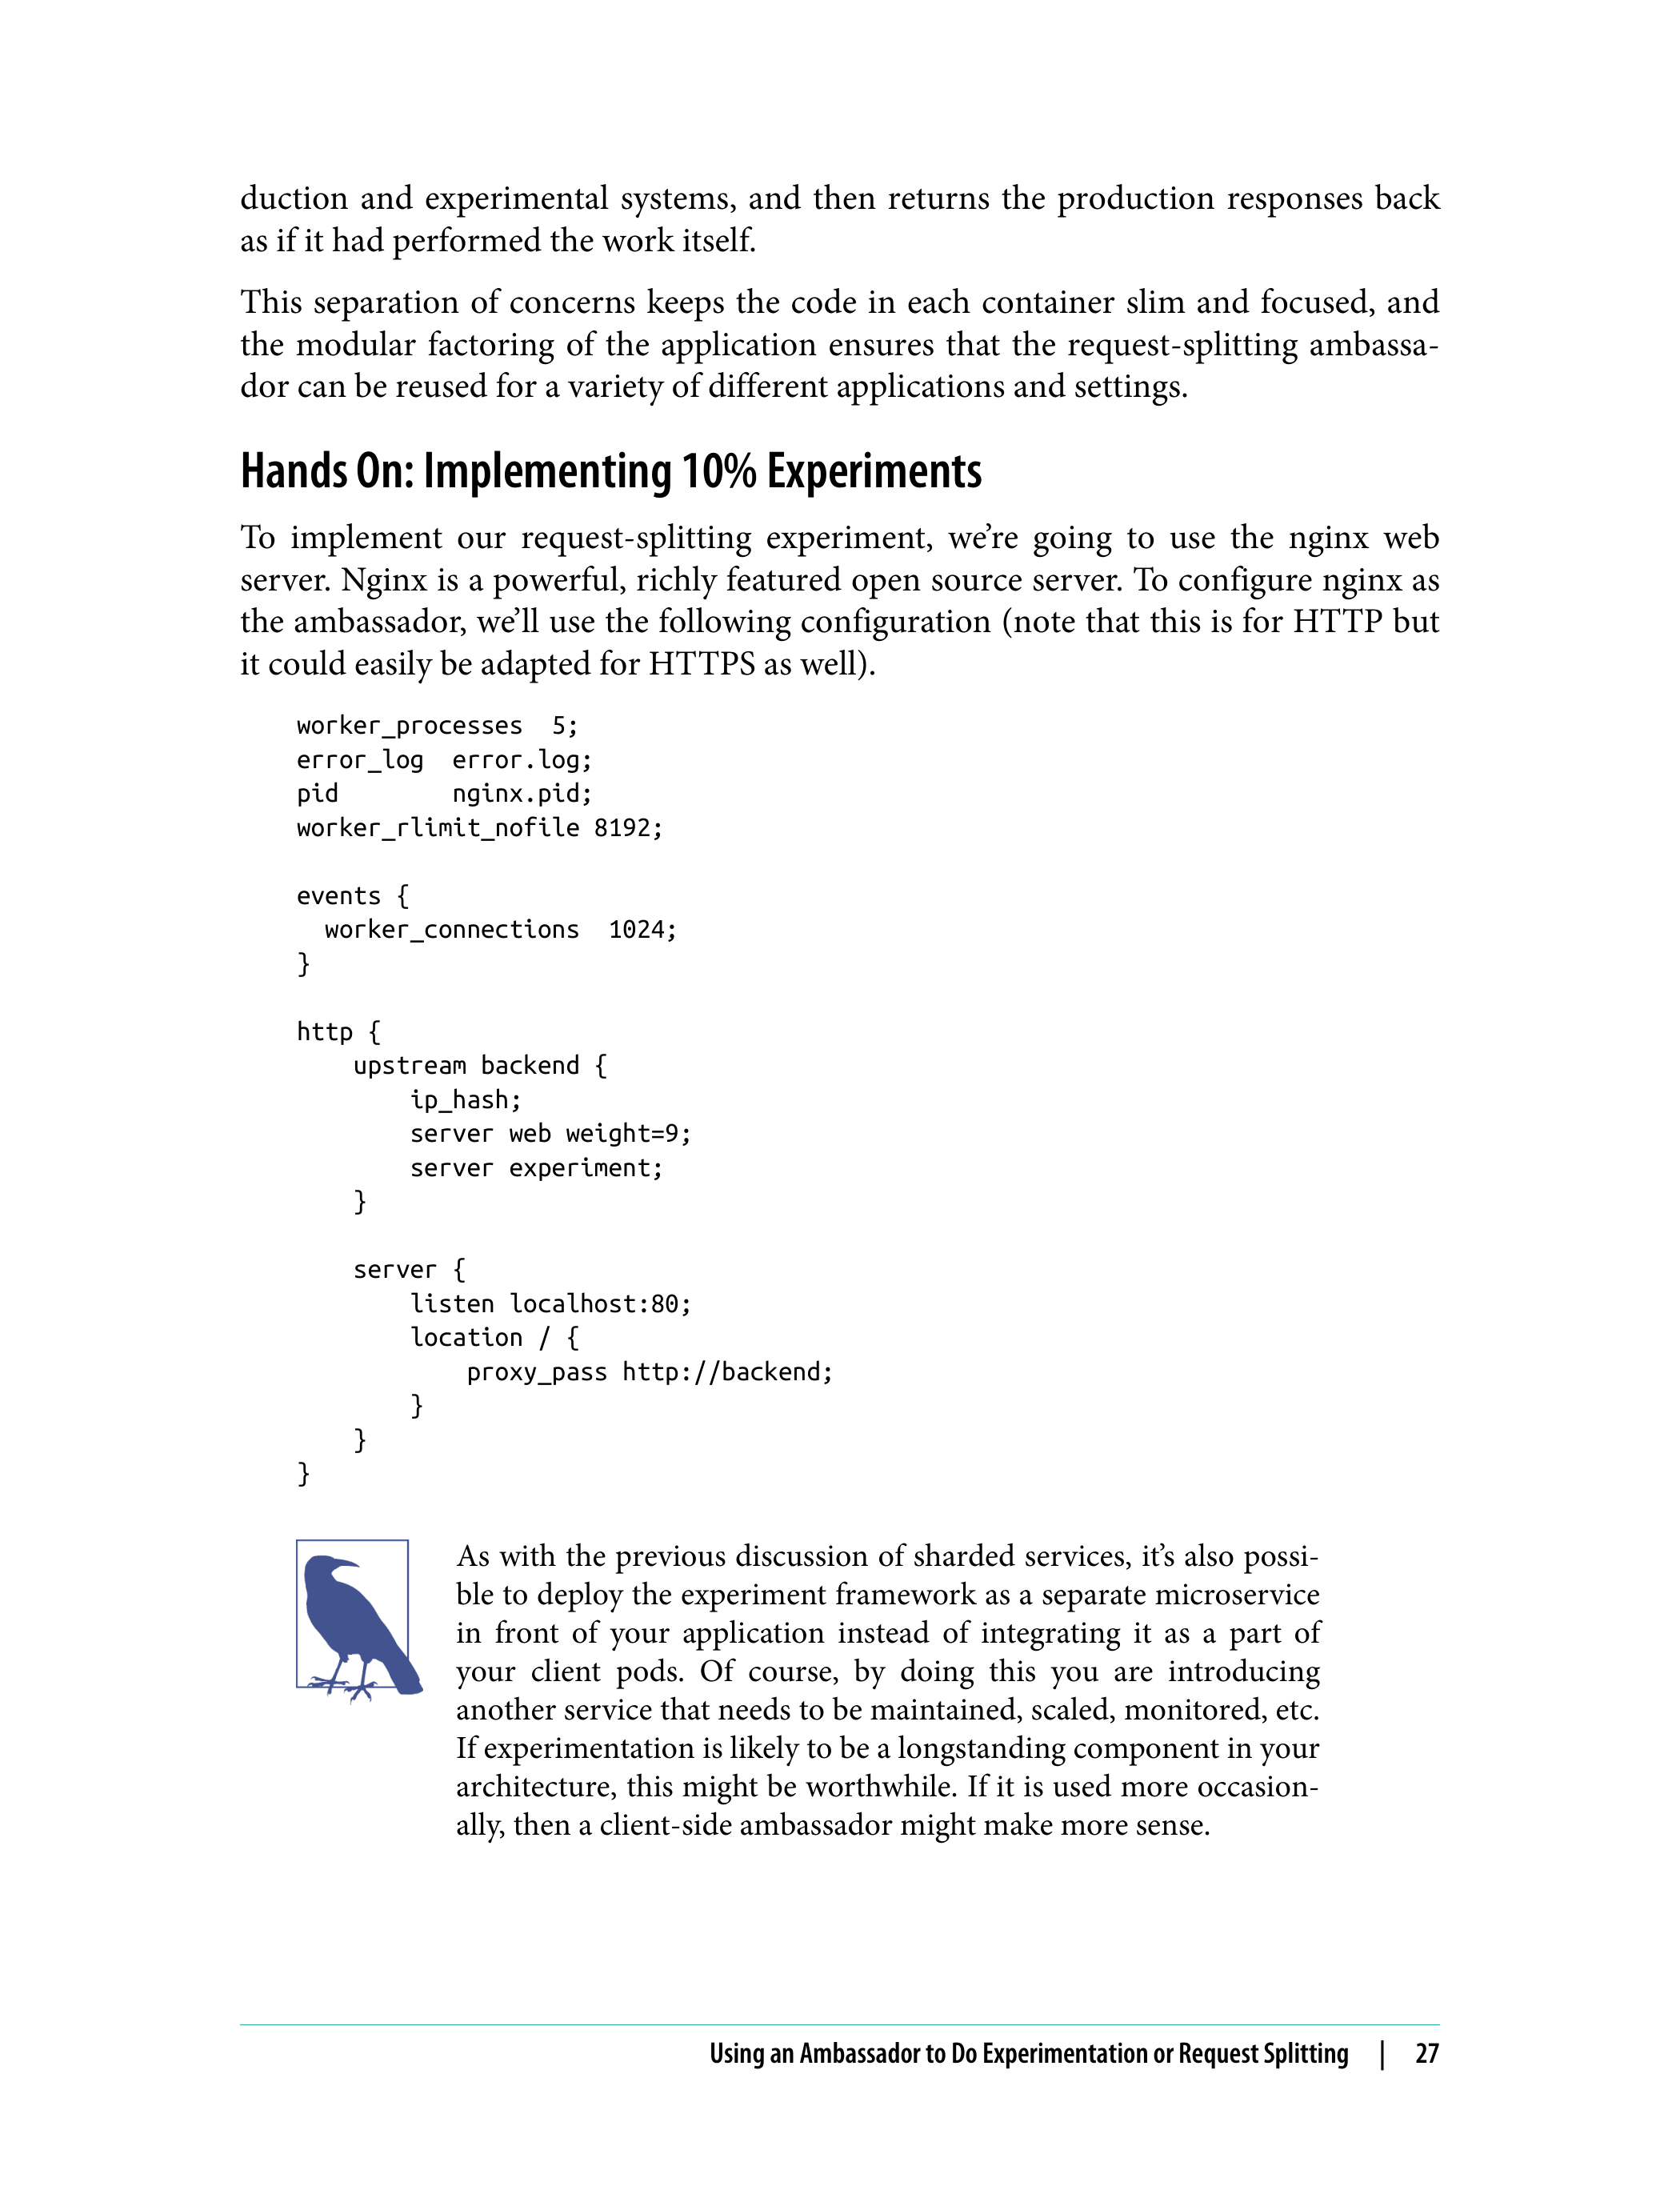 duction and experimental systems, and then returns the production responses back
as if it had performed the work itself.
This separation of concerns keeps the code in each container slim and focused, and
the modular factoring of the application ensures that the request-splitting ambassa-
dor can be reused for a variety of different applications and settings.
Hands On: Implementing 10% Experiments
To implement our request-splitting experiment, we’re going to use the nginx web
server. Nginx is a powerful, richly featured open source server. To configure nginx as
the ambassador, we’ll use the following configuration (note that this is for HTTP but
it could easily be adapted for HTTPS as well).
worker_processes  5;
error_log  error.log;
pid        nginx.pid;
worker_rlimit_nofile 8192;

events {
  worker_connections  1024;
}

http {
    upstream backend {
        ip_hash;
        server web weight=9;
        server experiment;
    }

    server {
        listen localhost:80;
        location / {
            proxy_pass http://backend;
        }
    }
}
As with the previous discussion of sharded services, it’s also possi-
ble to deploy the experiment framework as a separate microservice
in front of your application instead of integrating it as a part of
your client pods. Of course, by doing this you are introducing
another service that needs to be maintained, scaled, monitored, etc.
If experimentation is likely to be a longstanding component in your
architecture, this might be worthwhile. If it is used more occasion-
ally, then a client-side ambassador might make more sense.
Using an Ambassador to Do Experimentation or Request Splitting | 27